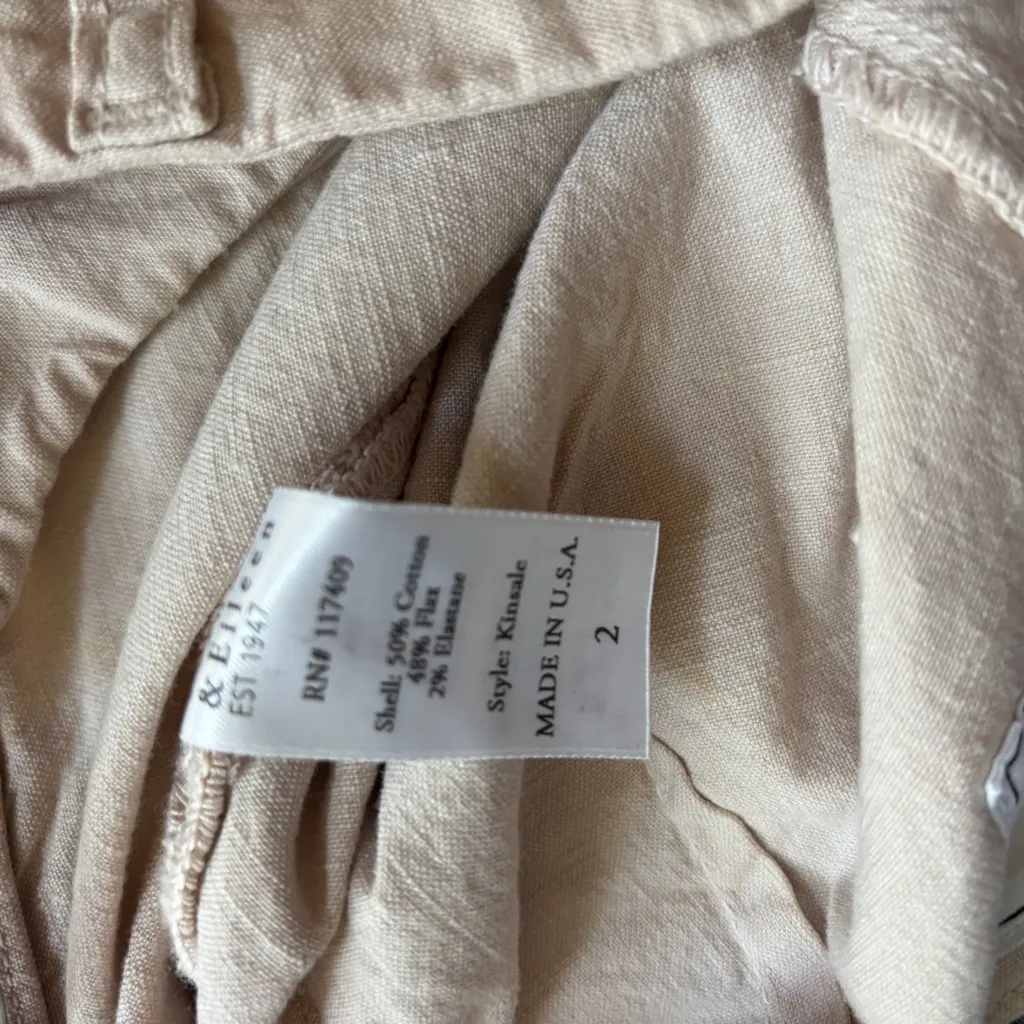 & Eileen
EST 1947
RN# 117409
Shell: 50% Cotton
48% Flax
2% Elastane
Style: Kinsale
MADE IN U.S.A.
2